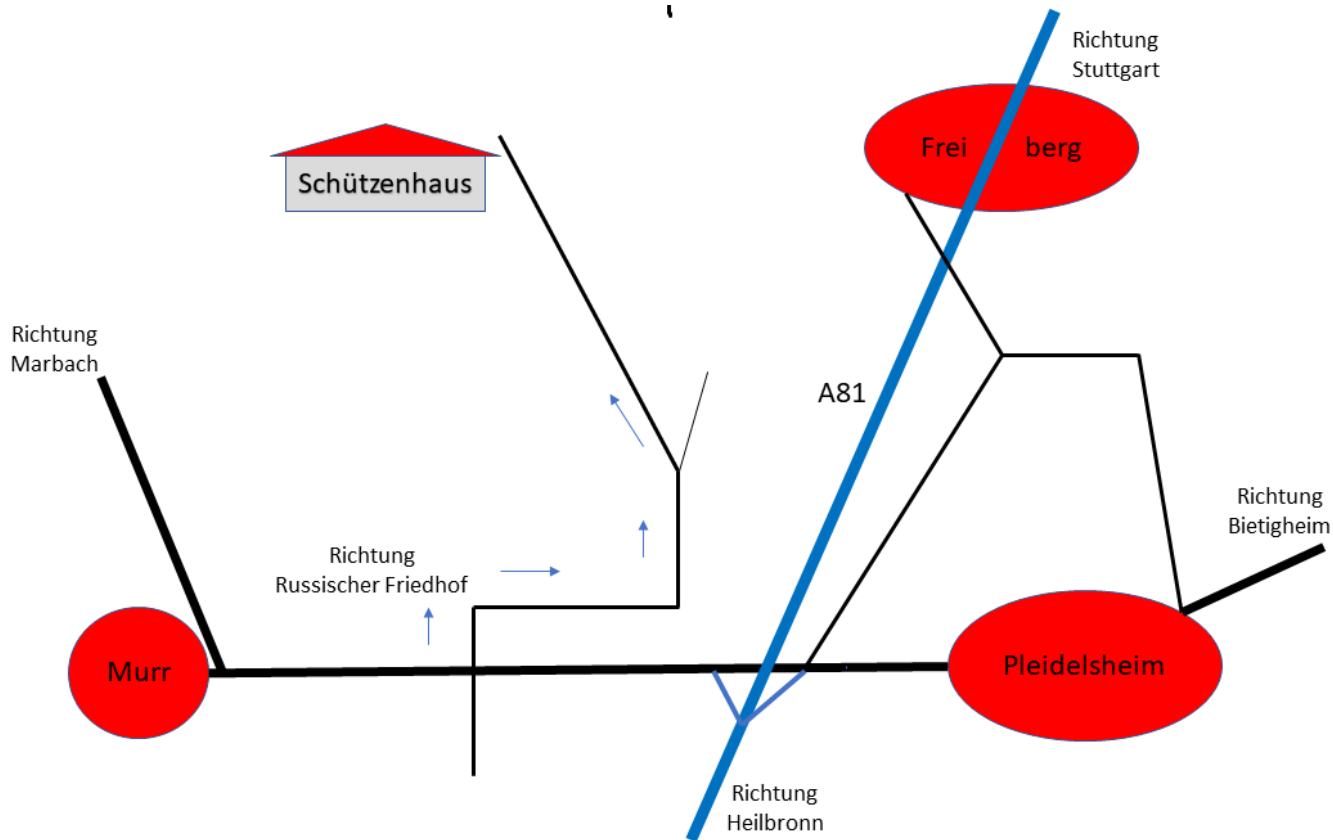 Richtung
Stuttgart
Frei berg
Schützenhaus
Richtung
Marbach
A81
Richtung
Bietigheim
Richtung
Russischer Friedhof
Murr
Pleidelsheim
Richtung
Heilbronn